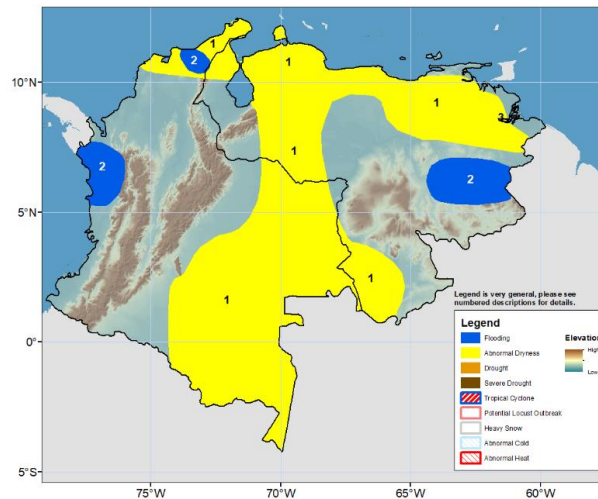 1
2
1
10°N
1
2
1
2
5°N
1
1
Legend is very general, please see
numbered descriptions for details.
Legend
Flooding
Abnormal Dryness
Drought
Severe Drought
Tropical Cyclone
Potential Locust Outbreak
Heavy Snow
Abnormal Cold
Abnormal Heat
Elevation
High
Low
0°
5°S
75°W
70°W
65°W
60°W